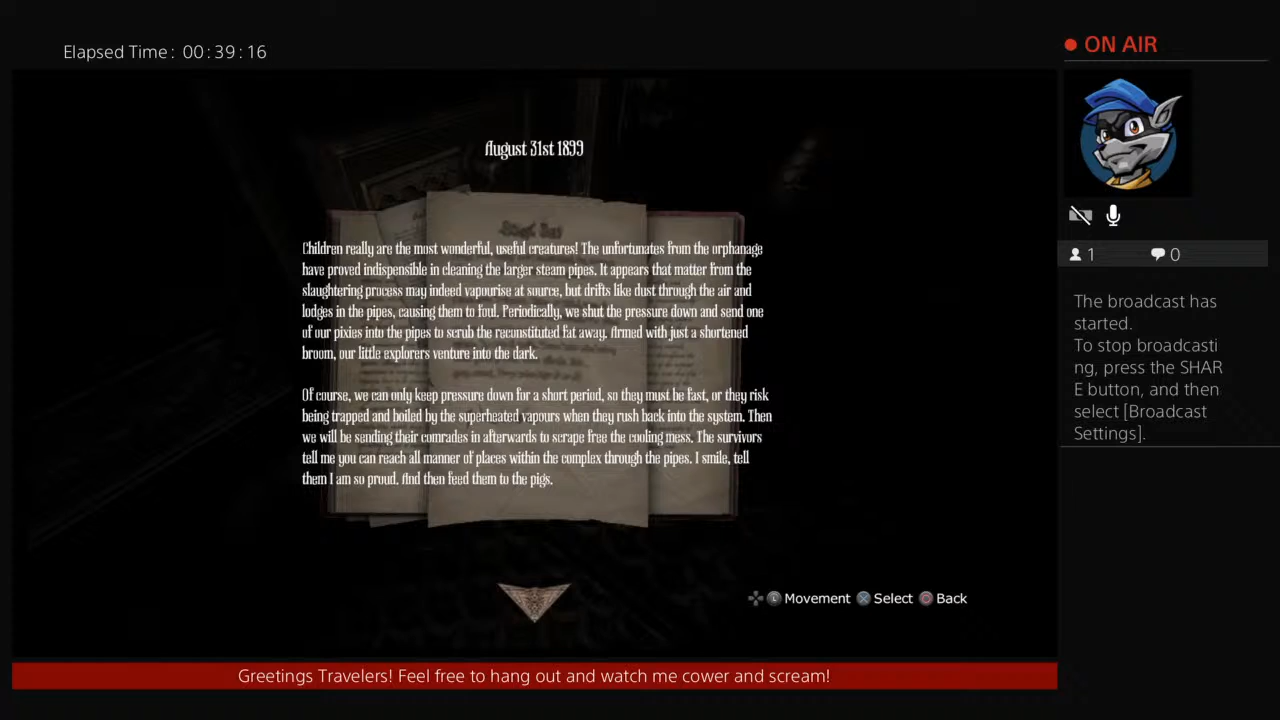 Elapsed Time: 00:39:16
ON AIR
August 31st 1899
Children really are the most wonderful, useful creatures! The unfortunates from the orphanage
have proved indispensible in cleaning the larger steam pipes. It appears that matter from the
slaughtering process may indeed vapourise at source, but drifts like dust through the air and
lodges in the pipes, causing them to foul. Periodically, we shut the pressure down and send one
of our pixies into the pipes to scrub the reconstituted fat away. Armed with just a shortened
broom, our little explorers venture into the dark.
Of course, we can only keep pressure down for a short period, so they must be fast, or they risk
being trapped and boiled by the superheated vapours when they rush back into the system. Then
we will be sending their comrades in afterwards to scrape free the cooling mess. The survivors
tell me you can reach all manner of places within the complex through the pipes. I smile, tell
them I am so proud. And then feed them to the pigs.
Movement Select Back
1 0
The broadcast has
started.
To stop broadcasti
ng, press the SHAR
E button, and then
select [Broadcast
Settings].
Greetings Travelers! Feel free to hang out and watch me cower and scream!